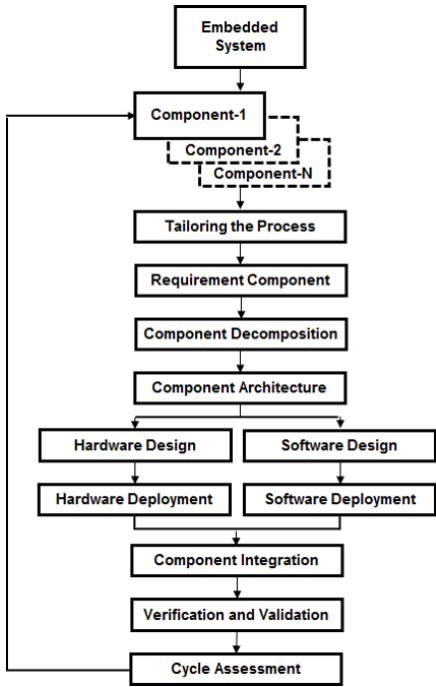 Embedded
System
Component-1
Component-2
Component-N
Tailoring the Process
Requirement Component
Component Decomposition
Component Architecture
Hardware Design
Software Design
Hardware Deployment
Software Deployment
Component Integration
Verification and Validation
Cycle Assessment